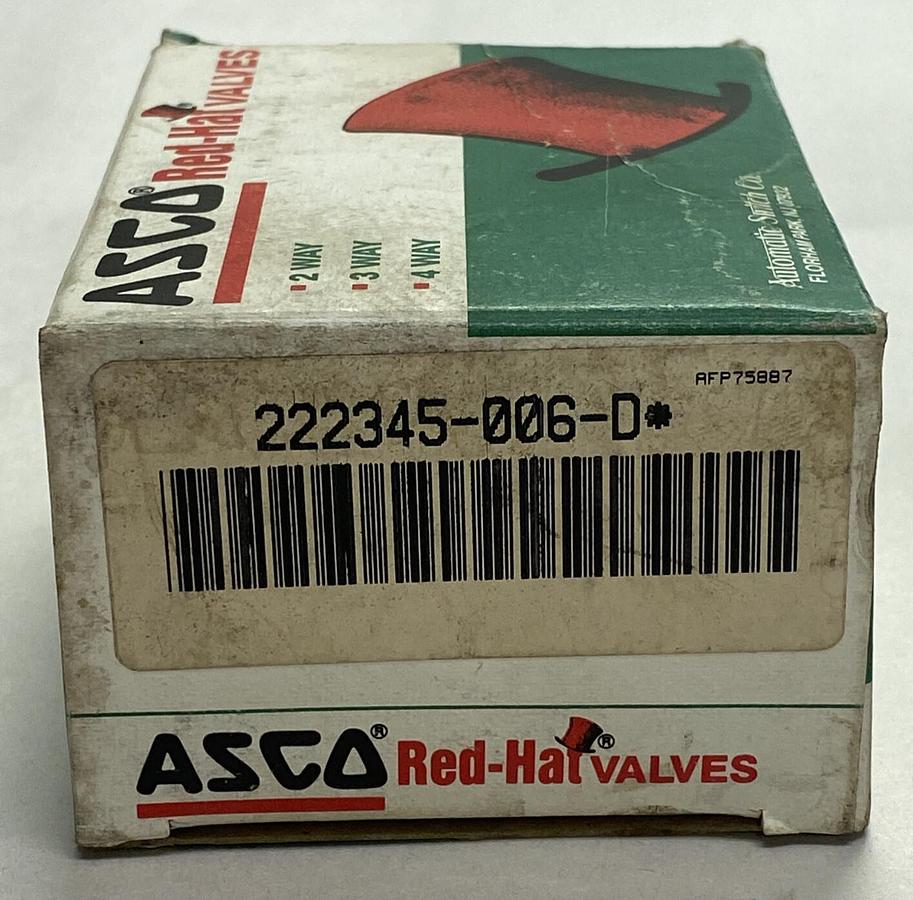 ASCO® Red-Hat VALVES
▪ 2 WAY
▪ 3 WAY
▪ 4 WAY
Automatic Switch Co.
FLORHAM PARK, NJ 07932
AFP75887
222345-006-D*
ASCO® Red-Hat® VALVES